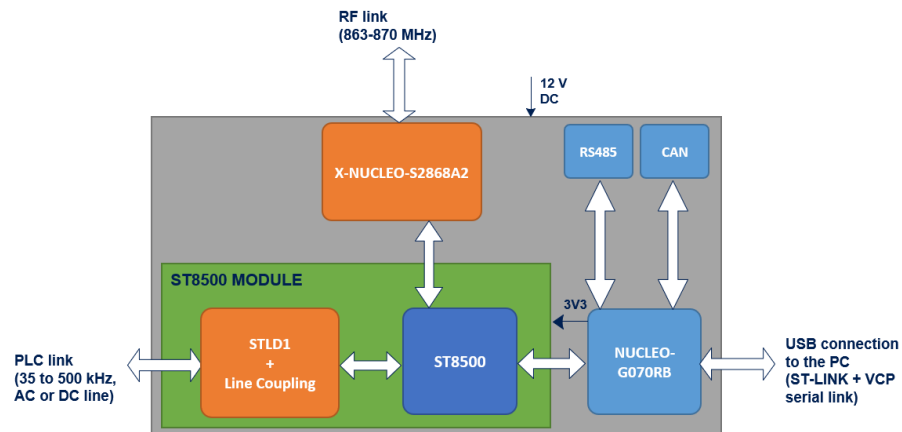 RF link
(863-870 MHz)
12 V
DC
X-NUCLEO-S2868A2
RS485
CAN
ST8500 MODULE
3V3
STLD1
+
Line Coupling
ST8500
NUCLEO-
G070RB
PLC link
(35 to 500 kHz,
AC or DC line)
USB connection
to the PC
(ST-LINK + VCP
serial link)